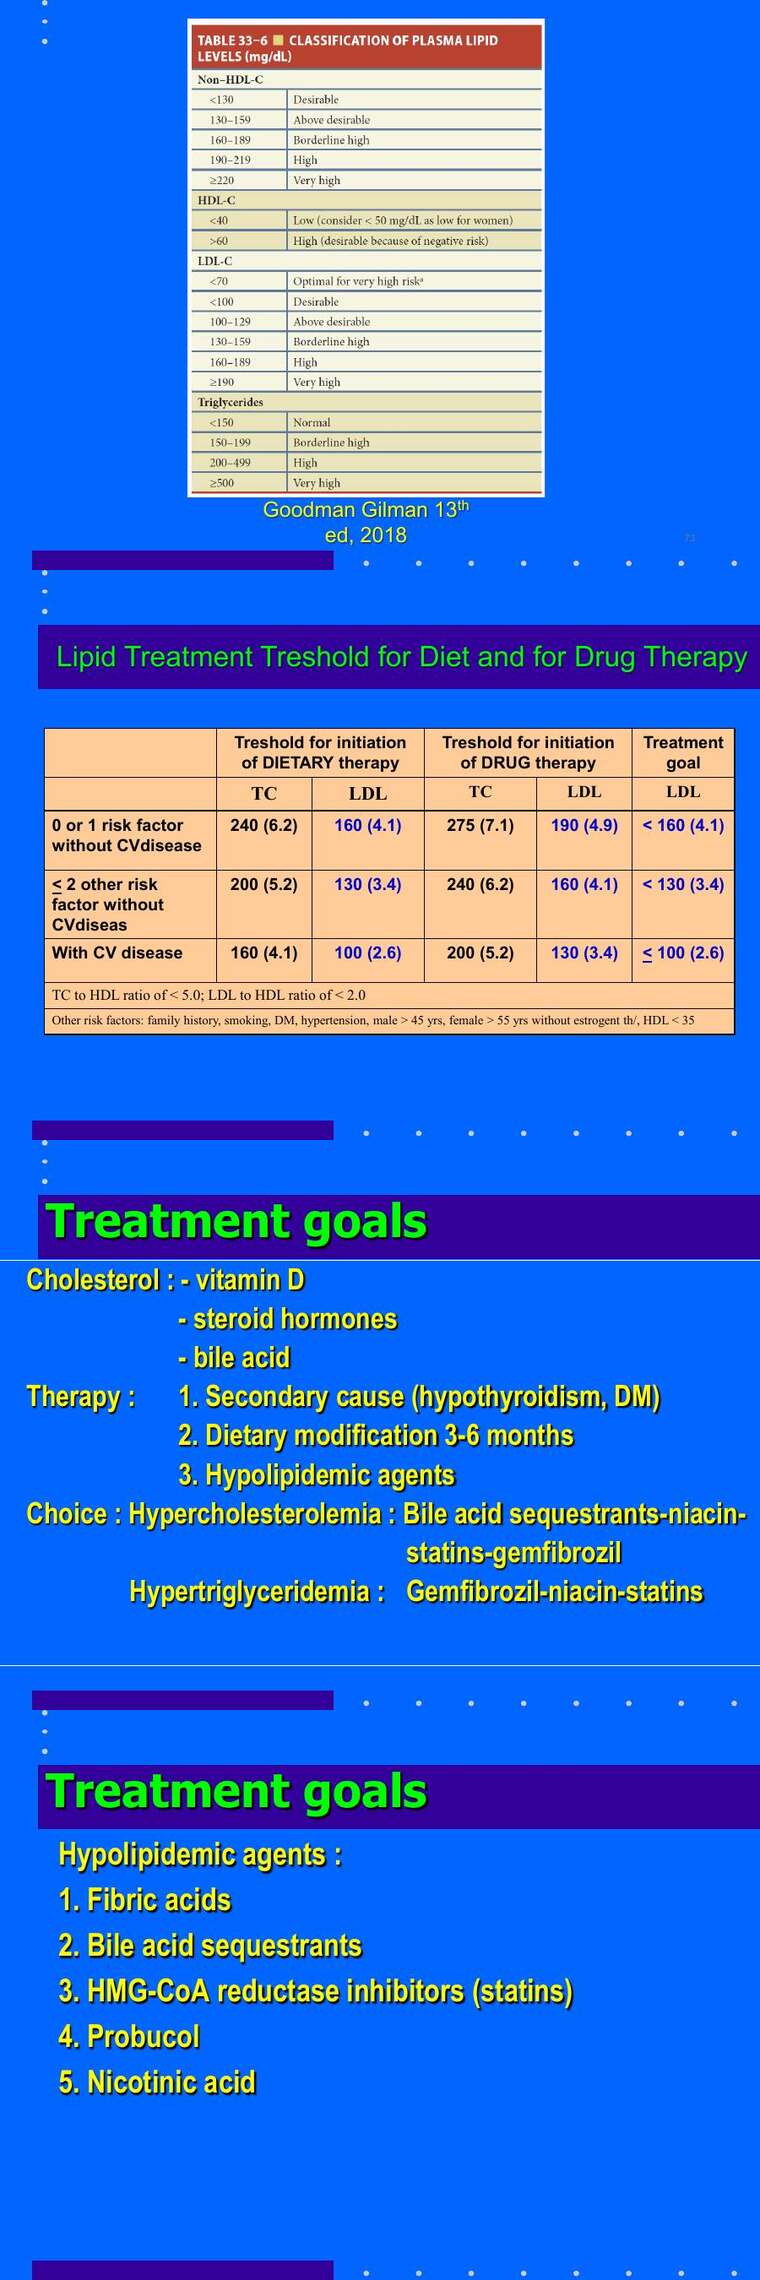 TABLE 33–6 CLASSIFICATION OF PLASMA LIPID
LEVELS (mg/dL)
Non–HDL-C
<130 Desirable
130–159 Above desirable
160–189 Borderline high
190–219 High
≥220 Very high
HDL-C
<40 Low (consider < 50 mg/dL as low for women)
>60 High (desirable because of negative risk)
LDL-C
<70 Optimal for very high riskᵃ
<100 Desirable
100–129 Above desirable
130–159 Borderline high
160–189 High
≥190 Very high
Triglycerides
<150 Normal
150–199 Borderline high
200–499 High
≥500 Very high
Goodman Gilman 13th
ed, 2018
73
Lipid Treatment Treshold for Diet and for Drug Therapy
Treshold for initiation Treshold for initiation Treatment
of DIETARY therapy of DRUG therapy goal
TC LDL TC LDL LDL
0 or 1 risk factor 240 (6.2) 160 (4.1) 275 (7.1) 190 (4.9) < 160 (4.1)
without CVdisease
≤ 2 other risk 200 (5.2) 130 (3.4) 240 (6.2) 160 (4.1) < 130 (3.4)
factor without
CVdiseas
With CV disease 160 (4.1) 100 (2.6) 200 (5.2) 130 (3.4) ≤ 100 (2.6)
TC to HDL ratio of < 5.0; LDL to HDL ratio of < 2.0
Other risk factors: family history, smoking, DM, hypertension, male > 45 yrs, female > 55 yrs without estrogent th/, HDL < 35
Treatment goals
Cholesterol : - vitamin D
- steroid hormones
- bile acid
Therapy : 1. Secondary cause (hypothyroidism, DM)
2. Dietary modification 3-6 months
3. Hypolipidemic agents
Choice : Hypercholesterolemia : Bile acid sequestrants-niacin-
statins-gemfibrozil
Hypertriglyceridemia : Gemfibrozil-niacin-statins
Treatment goals
Hypolipidemic agents :
1. Fibric acids
2. Bile acid sequestrants
3. HMG-CoA reductase inhibitors (statins)
4. Probucol
5. Nicotinic acid